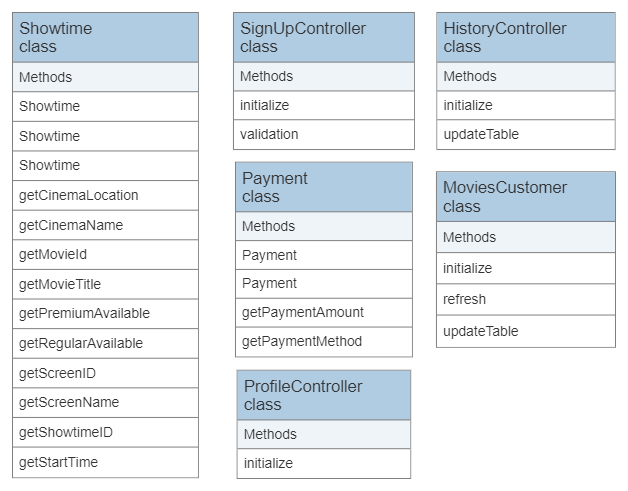 Showtime
class
Methods
Showtime
Showtime
Showtime
getCinemaLocation
getCinemaName
getMovieId
getMovieTitle
getPremiumAvailable
getRegularAvailable
getScreenID
getScreenName
getShowtimeID
getStartTime
SignUpController
class
Methods
initialize
validation
Payment
class
Methods
Payment
Payment
getPaymentAmount
getPaymentMethod
ProfileController
class
Methods
initialize
HistoryController
class
Methods
initialize
updateTable
MoviesCustomer
class
Methods
initialize
refresh
updateTable